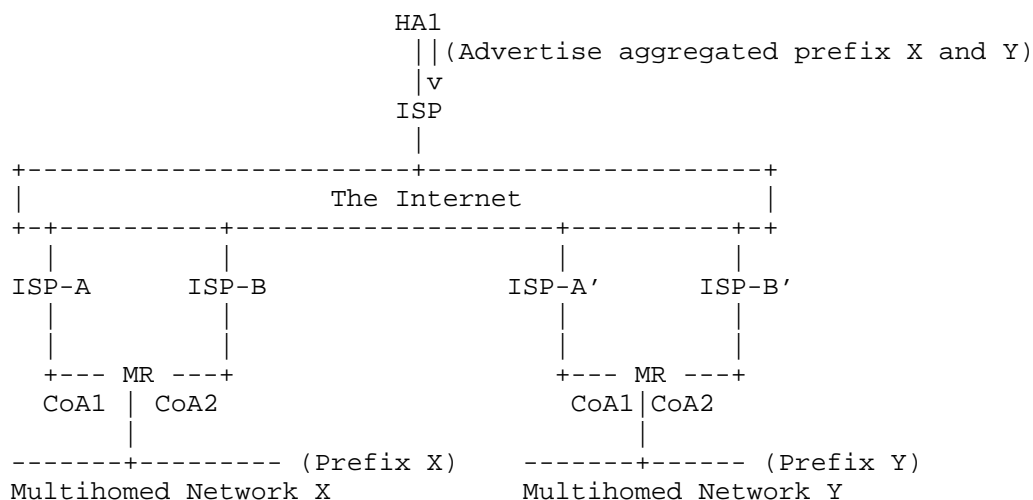 HA1
(Advertise aggregated prefix X and Y)
v
ISP
The Internet
ISP-A ISP-B ISP-A' ISP-B'
MR MR
CoA1 CoA2 CoA1 CoA2
(Prefix X) (Prefix Y)
Multihomed Network X Multihomed Network Y